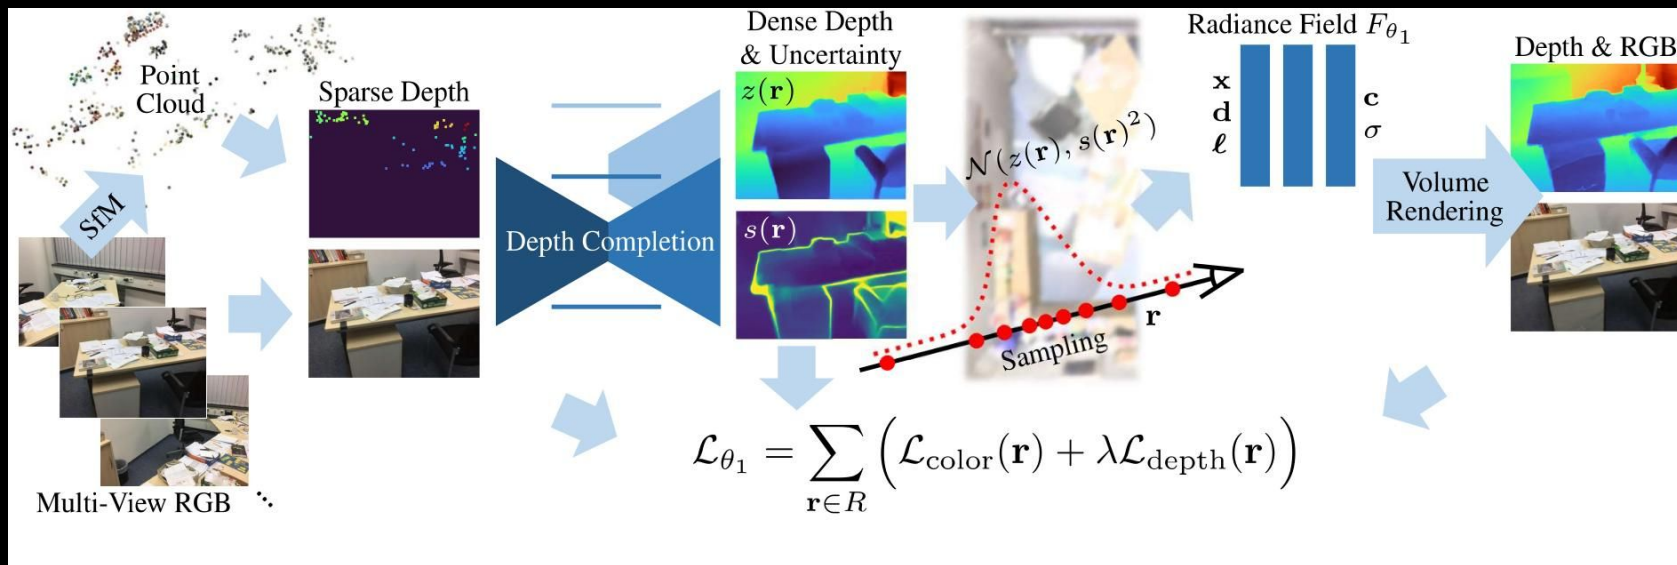 Point
Cloud
SfM
Multi-View RGB ...
Sparse Depth
Depth Completion
Dense Depth
& Uncertainty
z(r)
s(r)
N(z(r), s(r)²)
Sampling
r
Radiance Field F_θ₁
x
d
ℓ
c
σ
Volume
Rendering
Depth & RGB
ℒ_θ₁ = ∑_{r∈R} (ℒ_color(r) + λℒ_depth(r))